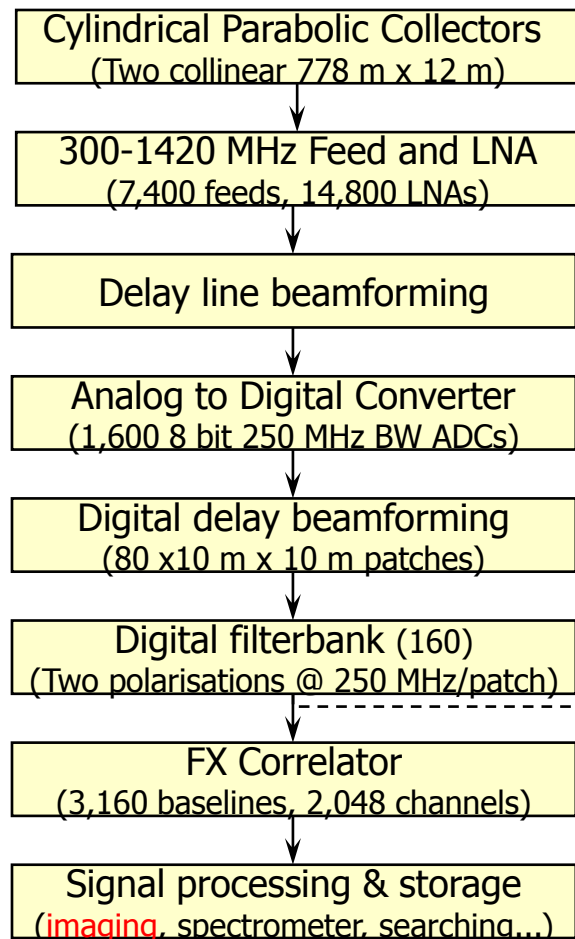 Cylindrical Parabolic Collectors
(Two collinear 778 m x 12 m)
300-1420 MHz Feed and LNA
(7,400 feeds, 14,800 LNAs)
Delay line beamforming
Analog to Digital Converter
(1,600 8 bit 250 MHz BW ADCs)
Digital delay beamforming
(80 x10 m x 10 m patches)
Digital filterbank (160)
(Two polarisations @ 250 MHz/patch)
FX Correlator
(3,160 baselines, 2,048 channels)
Signal processing & storage
(imaging, spectrometer, searching...)